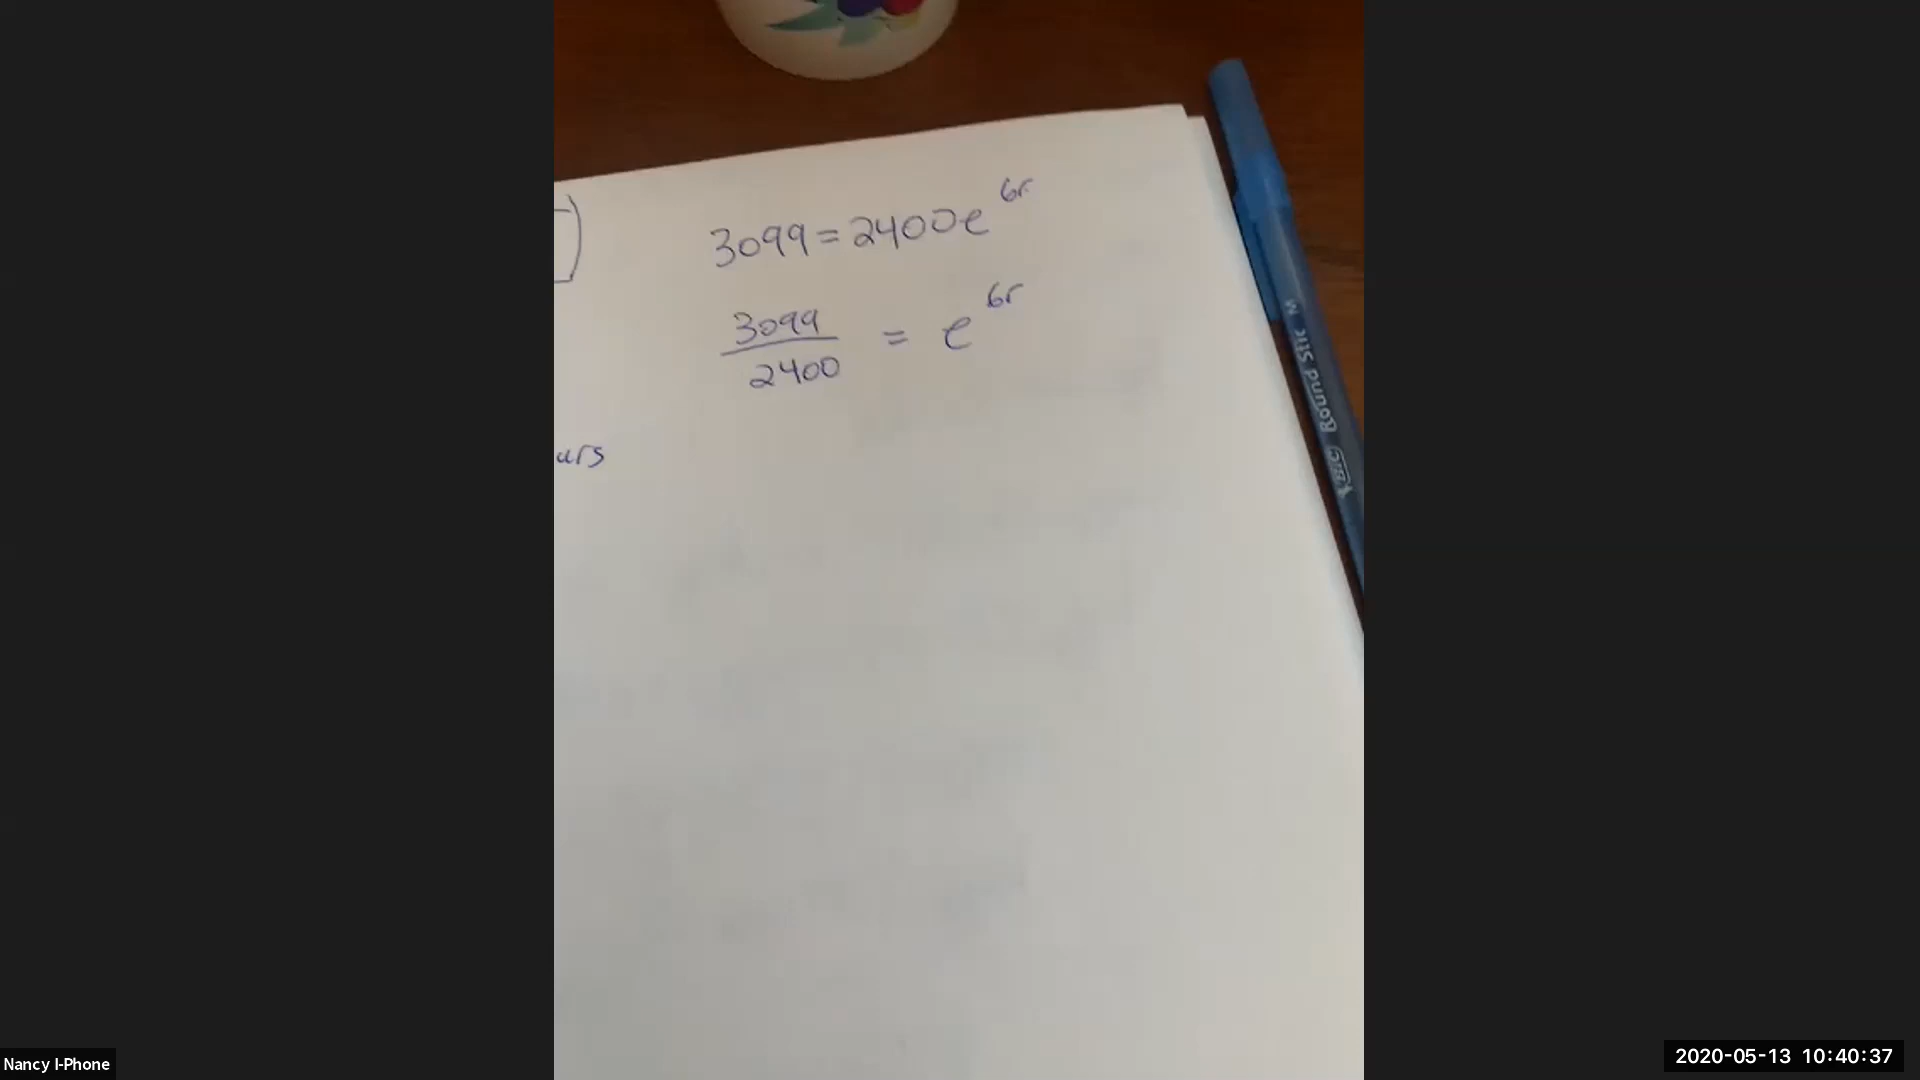 3099 = 2400e^6r
3099
2400
= e^6r
urs
BIC Round Stic M
Nancy I-Phone
2020-05-13 10:40:37